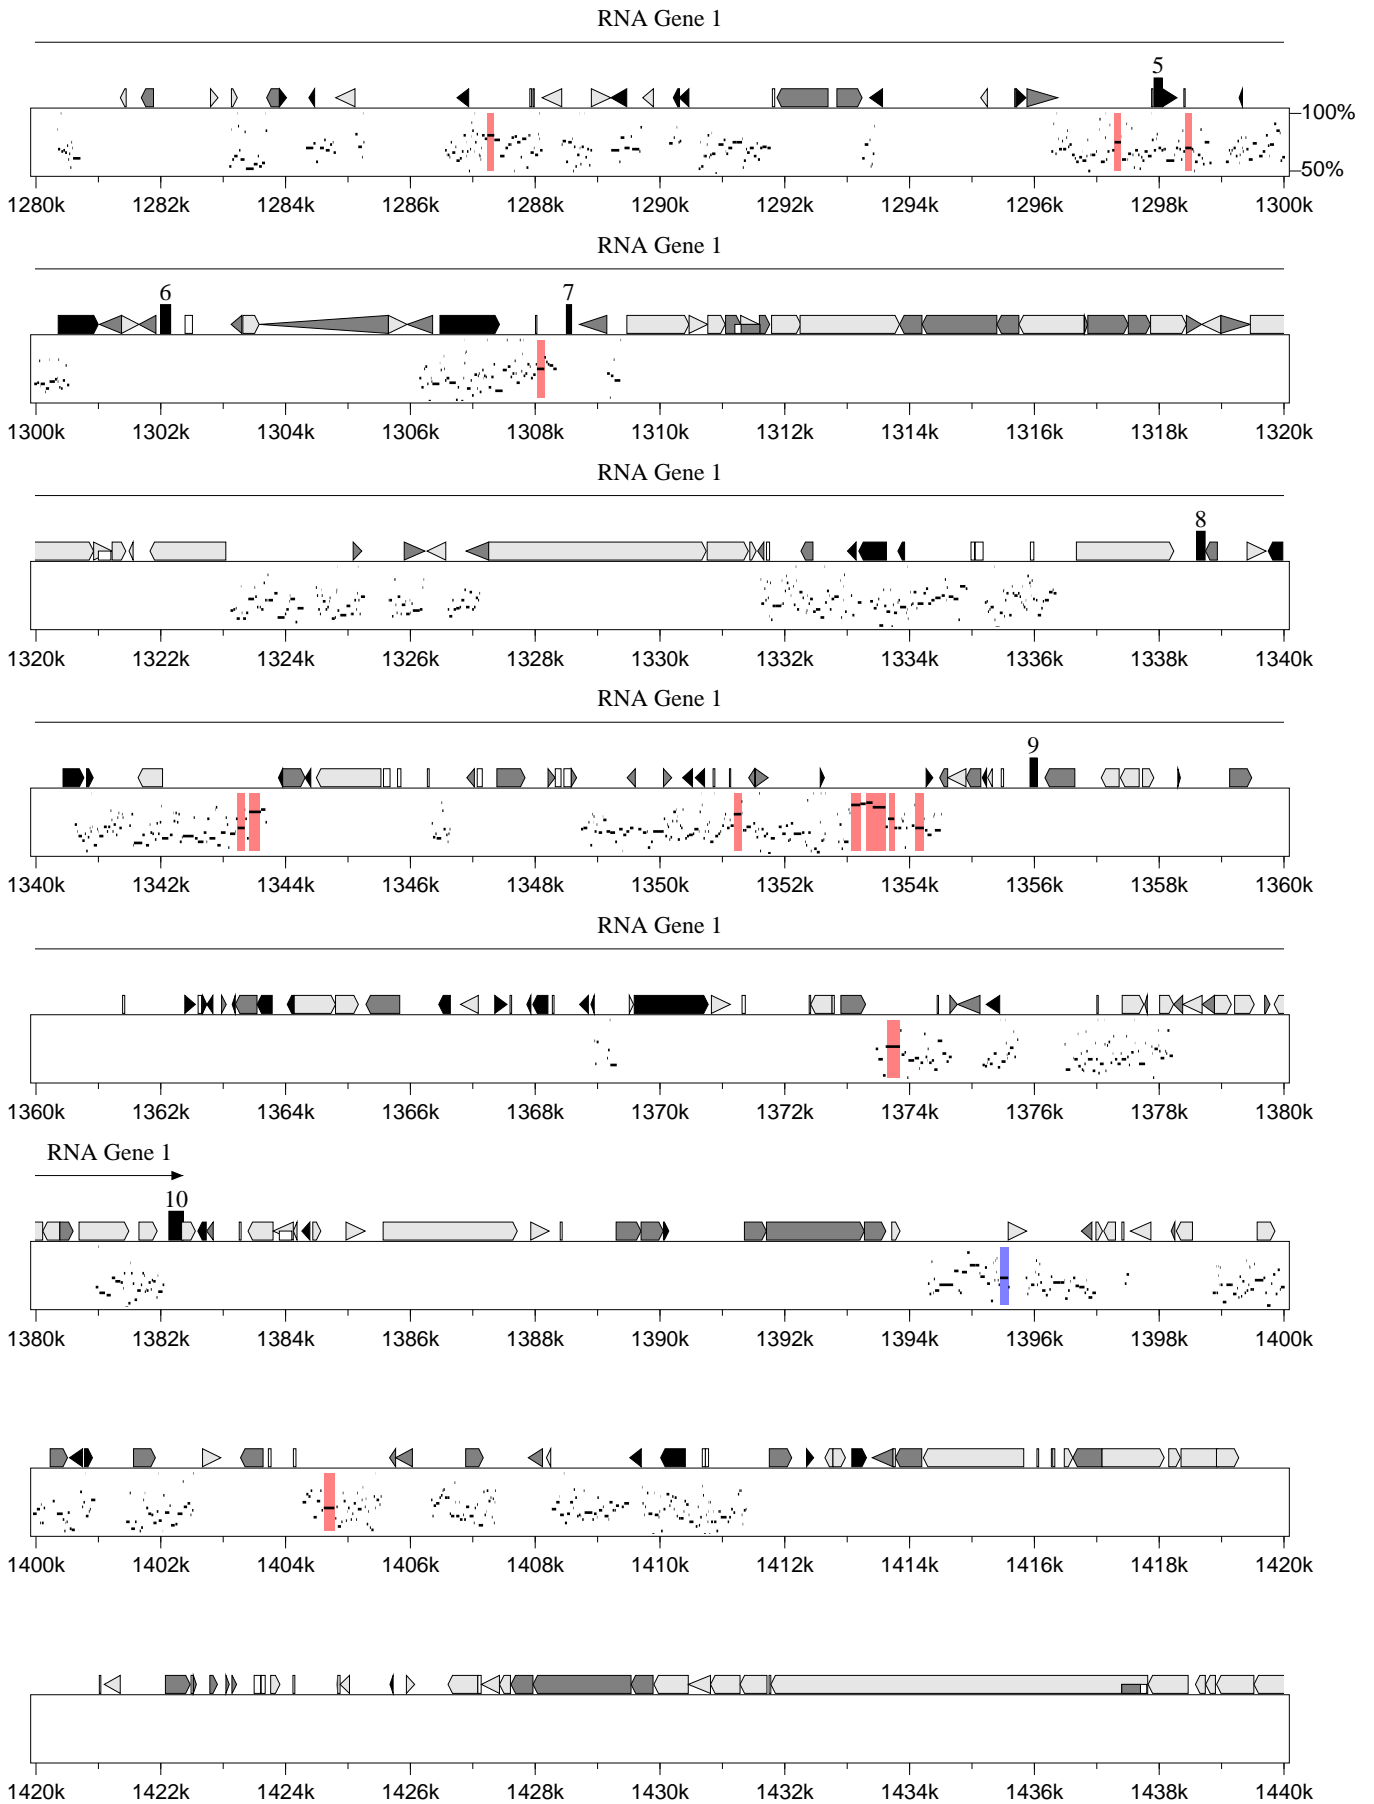 RNA Gene 1
5
100%
50%
1280k 1282k 1284k 1286k 1288k 1290k 1292k 1294k 1296k 1298k 1300k
RNA Gene 1
6 7
1300k 1302k 1304k 1306k 1308k 1310k 1312k 1314k 1316k 1318k 1320k
RNA Gene 1
8
1320k 1322k 1324k 1326k 1328k 1330k 1332k 1334k 1336k 1338k 1340k
RNA Gene 1
9
1340k 1342k 1344k 1346k 1348k 1350k 1352k 1354k 1356k 1358k 1360k
RNA Gene 1
1360k 1362k 1364k 1366k 1368k 1370k 1372k 1374k 1376k 1378k 1380k
RNA Gene 1
10
1380k 1382k 1384k 1386k 1388k 1390k 1392k 1394k 1396k 1398k 1400k
1400k 1402k 1404k 1406k 1408k 1410k 1412k 1414k 1416k 1418k 1420k
1420k 1422k 1424k 1426k 1428k 1430k 1432k 1434k 1436k 1438k 1440k